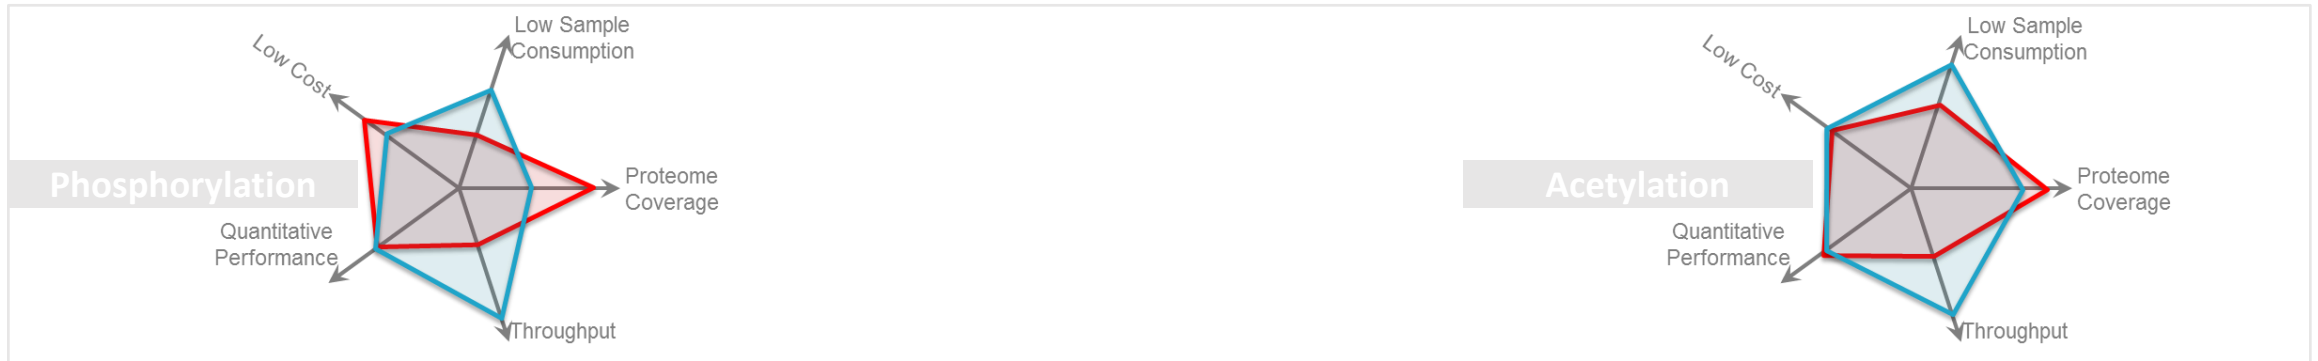 Low Sample
Consumption
Low Cost
Phosphorylation
Proteome
Coverage
Quantitative
Performance
Throughput
Low Sample
Consumption
Low Cost
Acetylation
Proteome
Coverage
Quantitative
Performance
Throughput